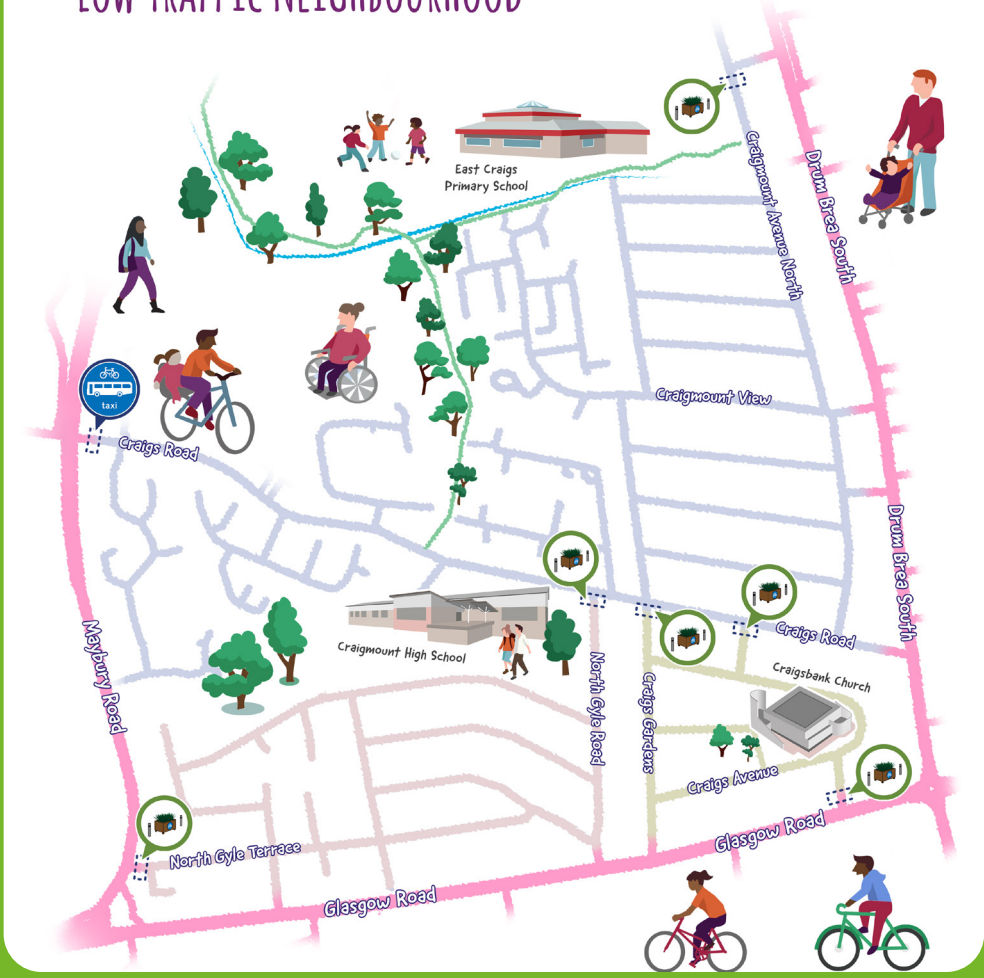 LOW TRAFFIC NEIGHBOURHOOD
East Craigs
Primary School
Craigmount Avenue North
Drum Brea South
taxi
Craigs Road
Craigmount View
Drum Brea South
Craigs Road
Craigmount High School
Maybury Road
North Gyle Road
Craigs Gardens
Craigsbank Church
Craigs Avenue
Glasgow Road
North Gyle Terrace
Glasgow Road